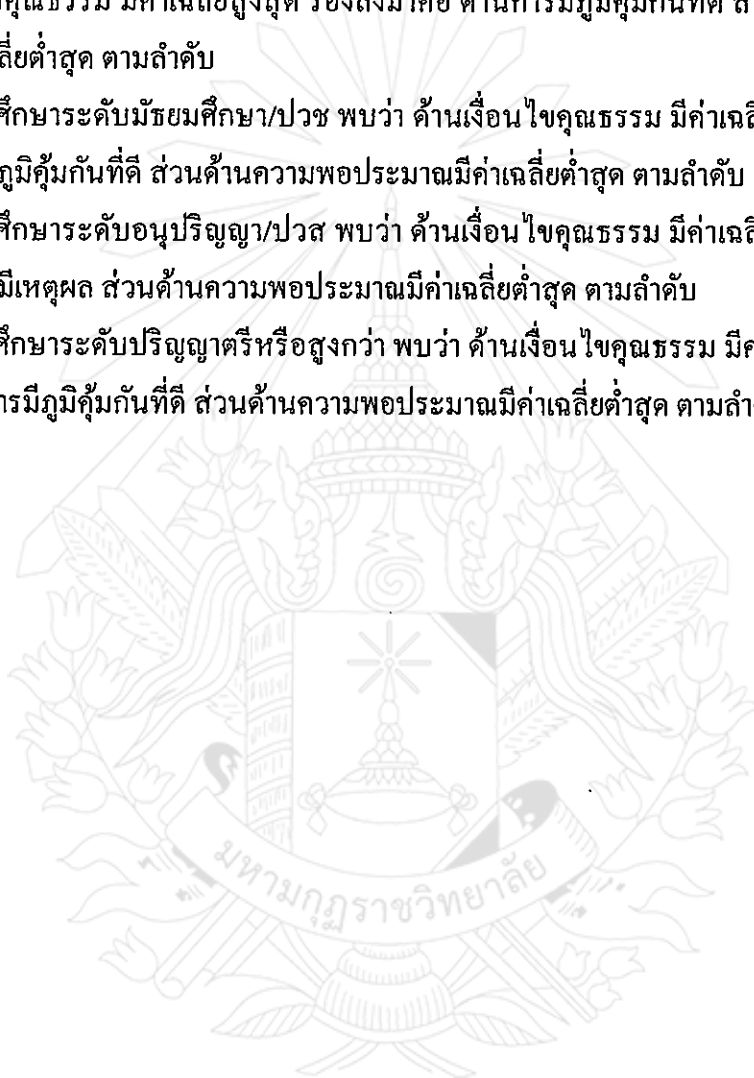 คุณธรรม มีค่าเฉลี่ยสูงสุด รองลงมาคือ ด้านการมีภูมิคุ้มกันที่ดี
ตํ่าสุด ตามลำดับ
ศึกษาระดับมัธยมศึกษา/ปวช พบว่า ด้านเงื่อนไขคุณธรรม มีค่าเฉลี่
ภูมิคุ้มกันที่ดี ส่วนด้านความพอประมาณมีค่าเฉลี่ยต่ำสุด ตามลำดับ
ศึกษาระดับอนุปริญญา/ปวส พบว่า ด้านเงื่อนไขคุณธรรม มีค่าเฉลี่
มีเหตุผล ส่วนด้านความพอประมาณมีค่าเฉลี่ยต่ำสุด ตามลำดับ
ศึกษาระดับปริญญาตรีหรือสูงกว่า พบว่า ด้านเงื่อนไขคุณธรรม
ารมีภูมิคุ้มกันที่ดี ส่วนด้านความพอประมาณมีค่าเฉลี่ยต่ำสุด
มหามกุฏราชวิทยาลัย